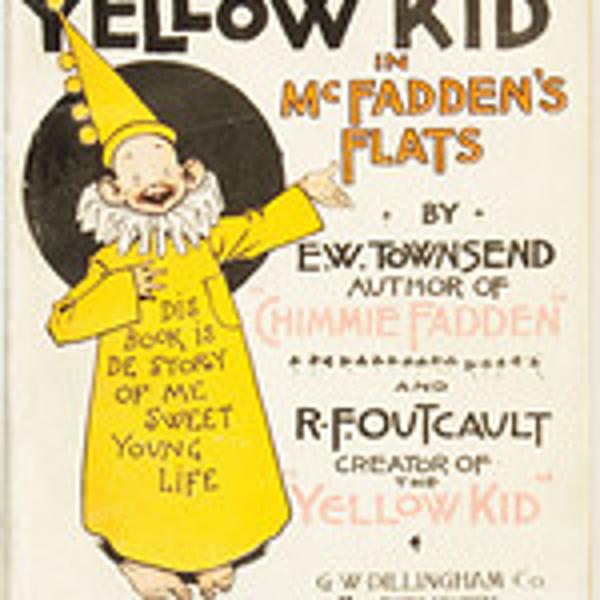 YELLOW KID
IN
McFADDEN'S
FLATS
· BY ·
E.W. TOWNSEND
AUTHOR OF
"CHIMMIE FADDEN"
AND
R·F·OUTCAULT
CREATOR OF
THE
"YELLOW KID"
G W DILLINGHAM Co
DIS
BOOK IS
DE STORY
OF ME
SWEET
YOUNG
LIFE